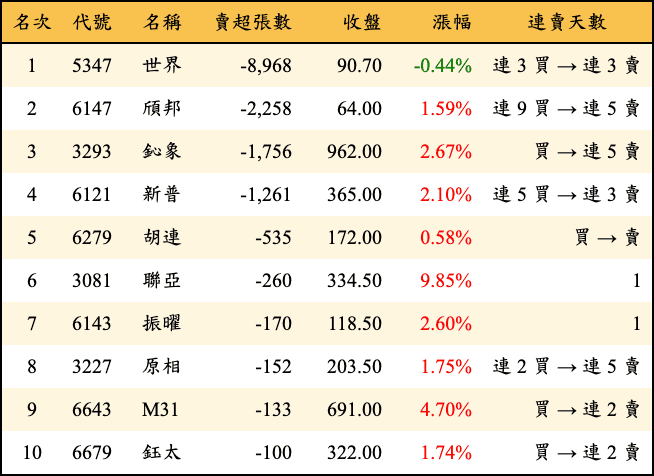 名次 代號 名稱 賣超張數 收盤 漲幅 連賣天數
1 5347 世界 -8,968 90.70 -0.44% 連 3 買 → 連 3 賣
2 6147 頎邦 -2,258 64.00 1.59% 連 9 買 → 連 5 賣
3 3293 鈊象 -1,756 962.00 2.67% 買 → 連 5 賣
4 6121 新普 -1,261 365.00 2.10% 連 5 買 → 連 3 賣
5 6279 胡連 -535 172.00 0.58% 買 → 賣
6 3081 聯亞 -260 334.50 9.85% 1
7 6143 振曜 -170 118.50 2.60% 1
8 3227 原相 -152 203.50 1.75% 連 2 買 → 連 5 賣
9 6643 M31 -133 691.00 4.70% 買 → 連 2 賣
10 6679 鈺太 -100 322.00 1.74% 買 → 連 2 賣